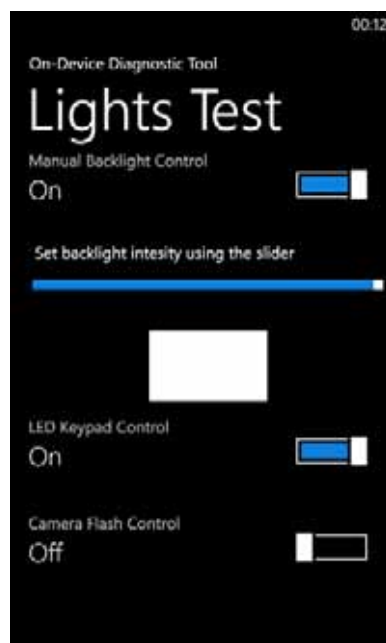 00:12
On-Device Diagnostic Tool
Lights Test
Manual Backlight Control
On
Set backlight intesity using the slider
LED Keypad Control
On
Camera Flash Control
Off